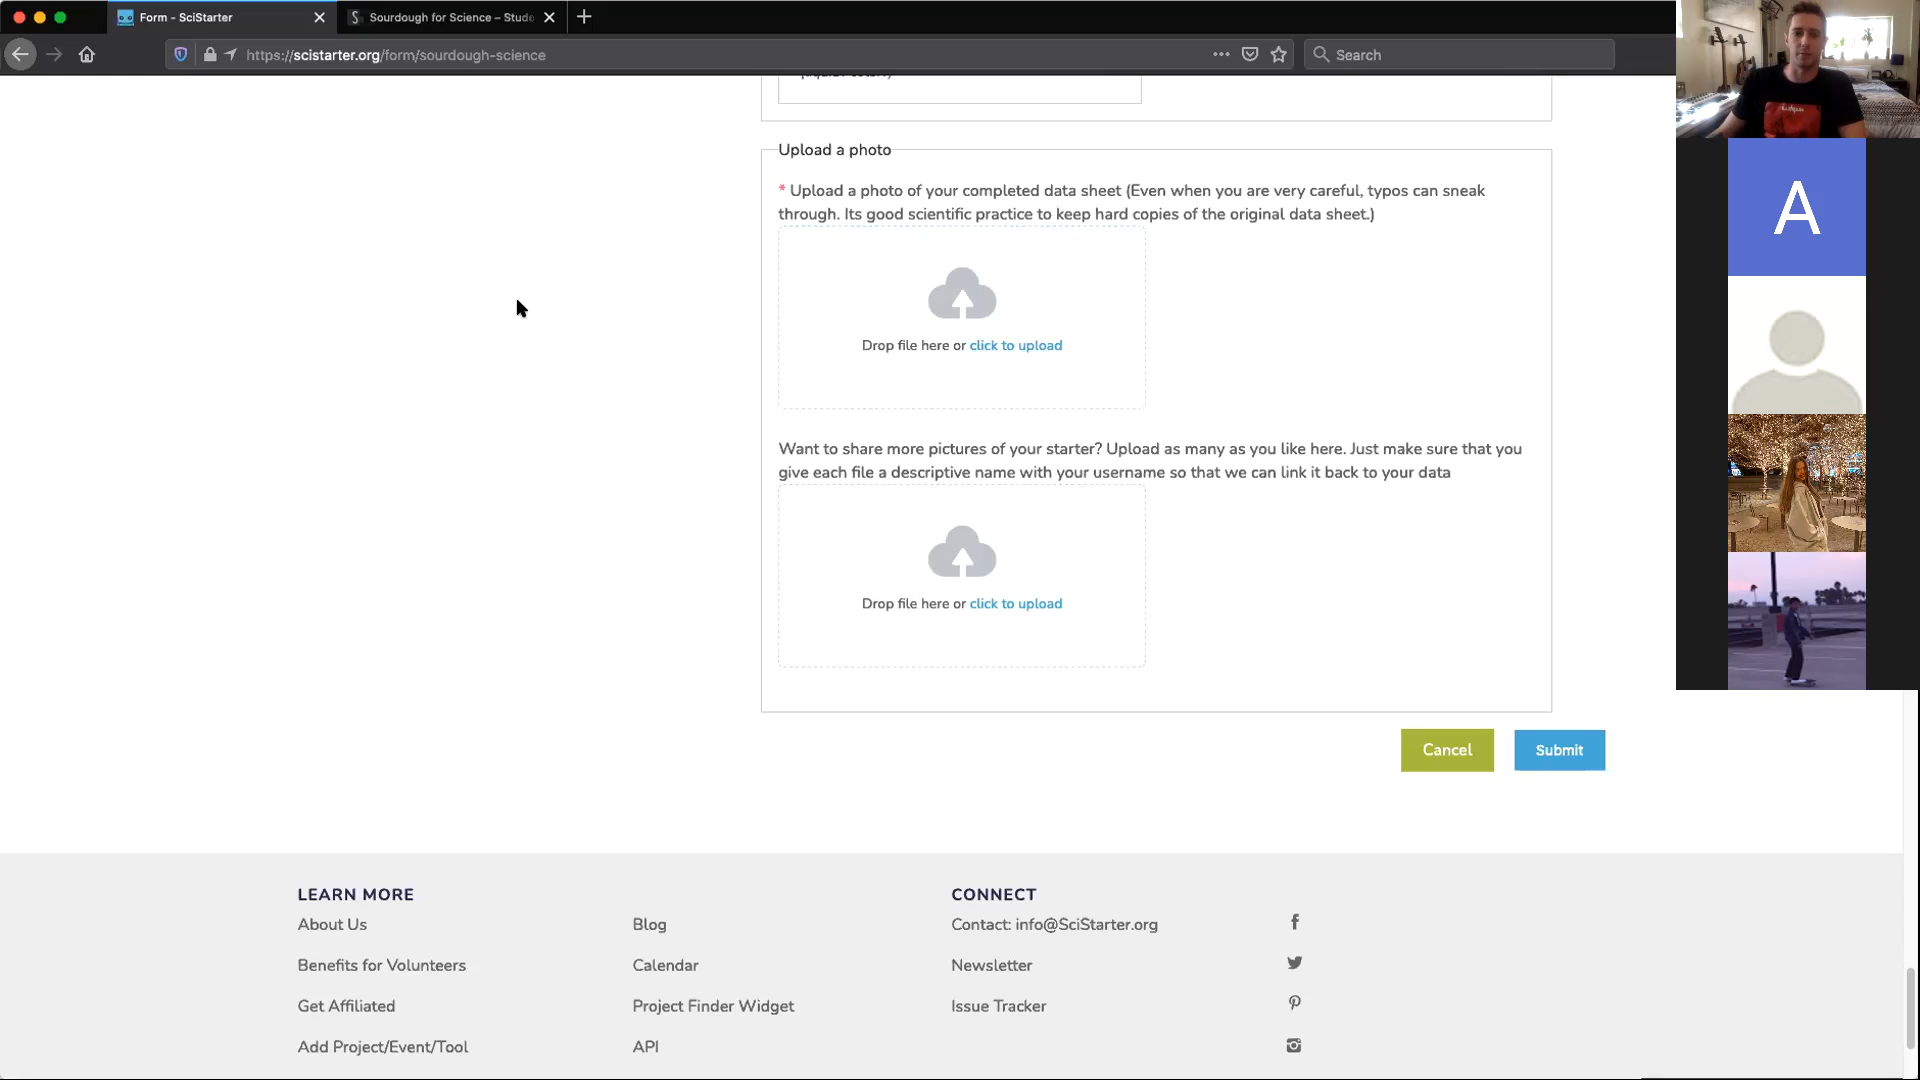 Form - SciStarter
Sourdough for Science – Stude
https://scistarter.org/form/sourdough-science
Search
Upload a photo
* Upload a photo of your completed data sheet (Even when you are very careful, typos can sneak
through. Its good scientific practice to keep hard copies of the original data sheet.)
Drop file here or click to upload
Want to share more pictures of your starter? Upload as many as you like here. Just make sure that you
give each file a descriptive name with your username so that we can link it back to your data
Drop file here or click to upload
Cancel
Submit
A
LEARN MORE
About Us
Benefits for Volunteers
Get Affiliated
Add Project/Event/Tool
Blog
Calendar
Project Finder Widget
API
CONNECT
Contact: info@SciStarter.org
Newsletter
Issue Tracker